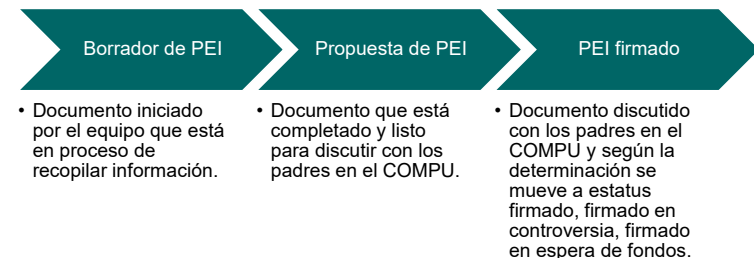 Borrador de PEI
Propuesta de PEI
PEI firmado
• Documento iniciado
por el equipo que está
en proceso de
recopilar información.
• Documento que está
completado y listo
para discutir con los
padres en el COMPU.
• Documento discutido
con los padres en el
COMPU y según la
determinación se
mueve a estatus
firmado, firmado en
controversia, firmado
en espera de fondos.